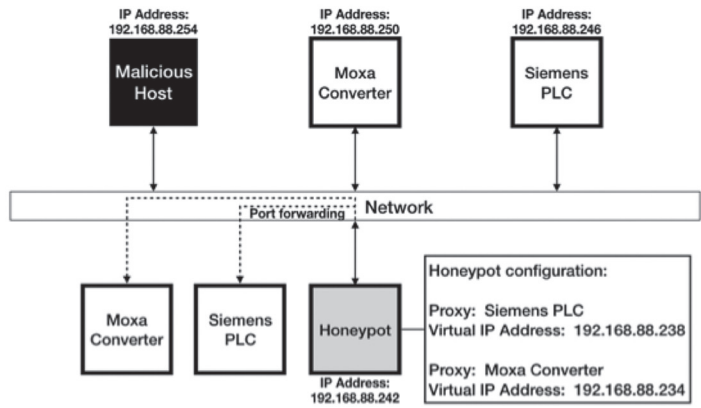 IP Address:
192.168.88.254
IP Address:
192.168.88.250
IP Address:
192.168.88.246
Malicious
Host
Moxa
Converter
Siemens
PLC
Network
Port forwarding
Moxa
Converter
Siemens
PLC
Honeypot
IP Address:
192.168.88.242
Honeypot configuration:
Proxy: Siemens PLC
Virtual IP Address: 192.168.88.238
Proxy: Moxa Converter
Virtual IP Address: 192.168.88.234